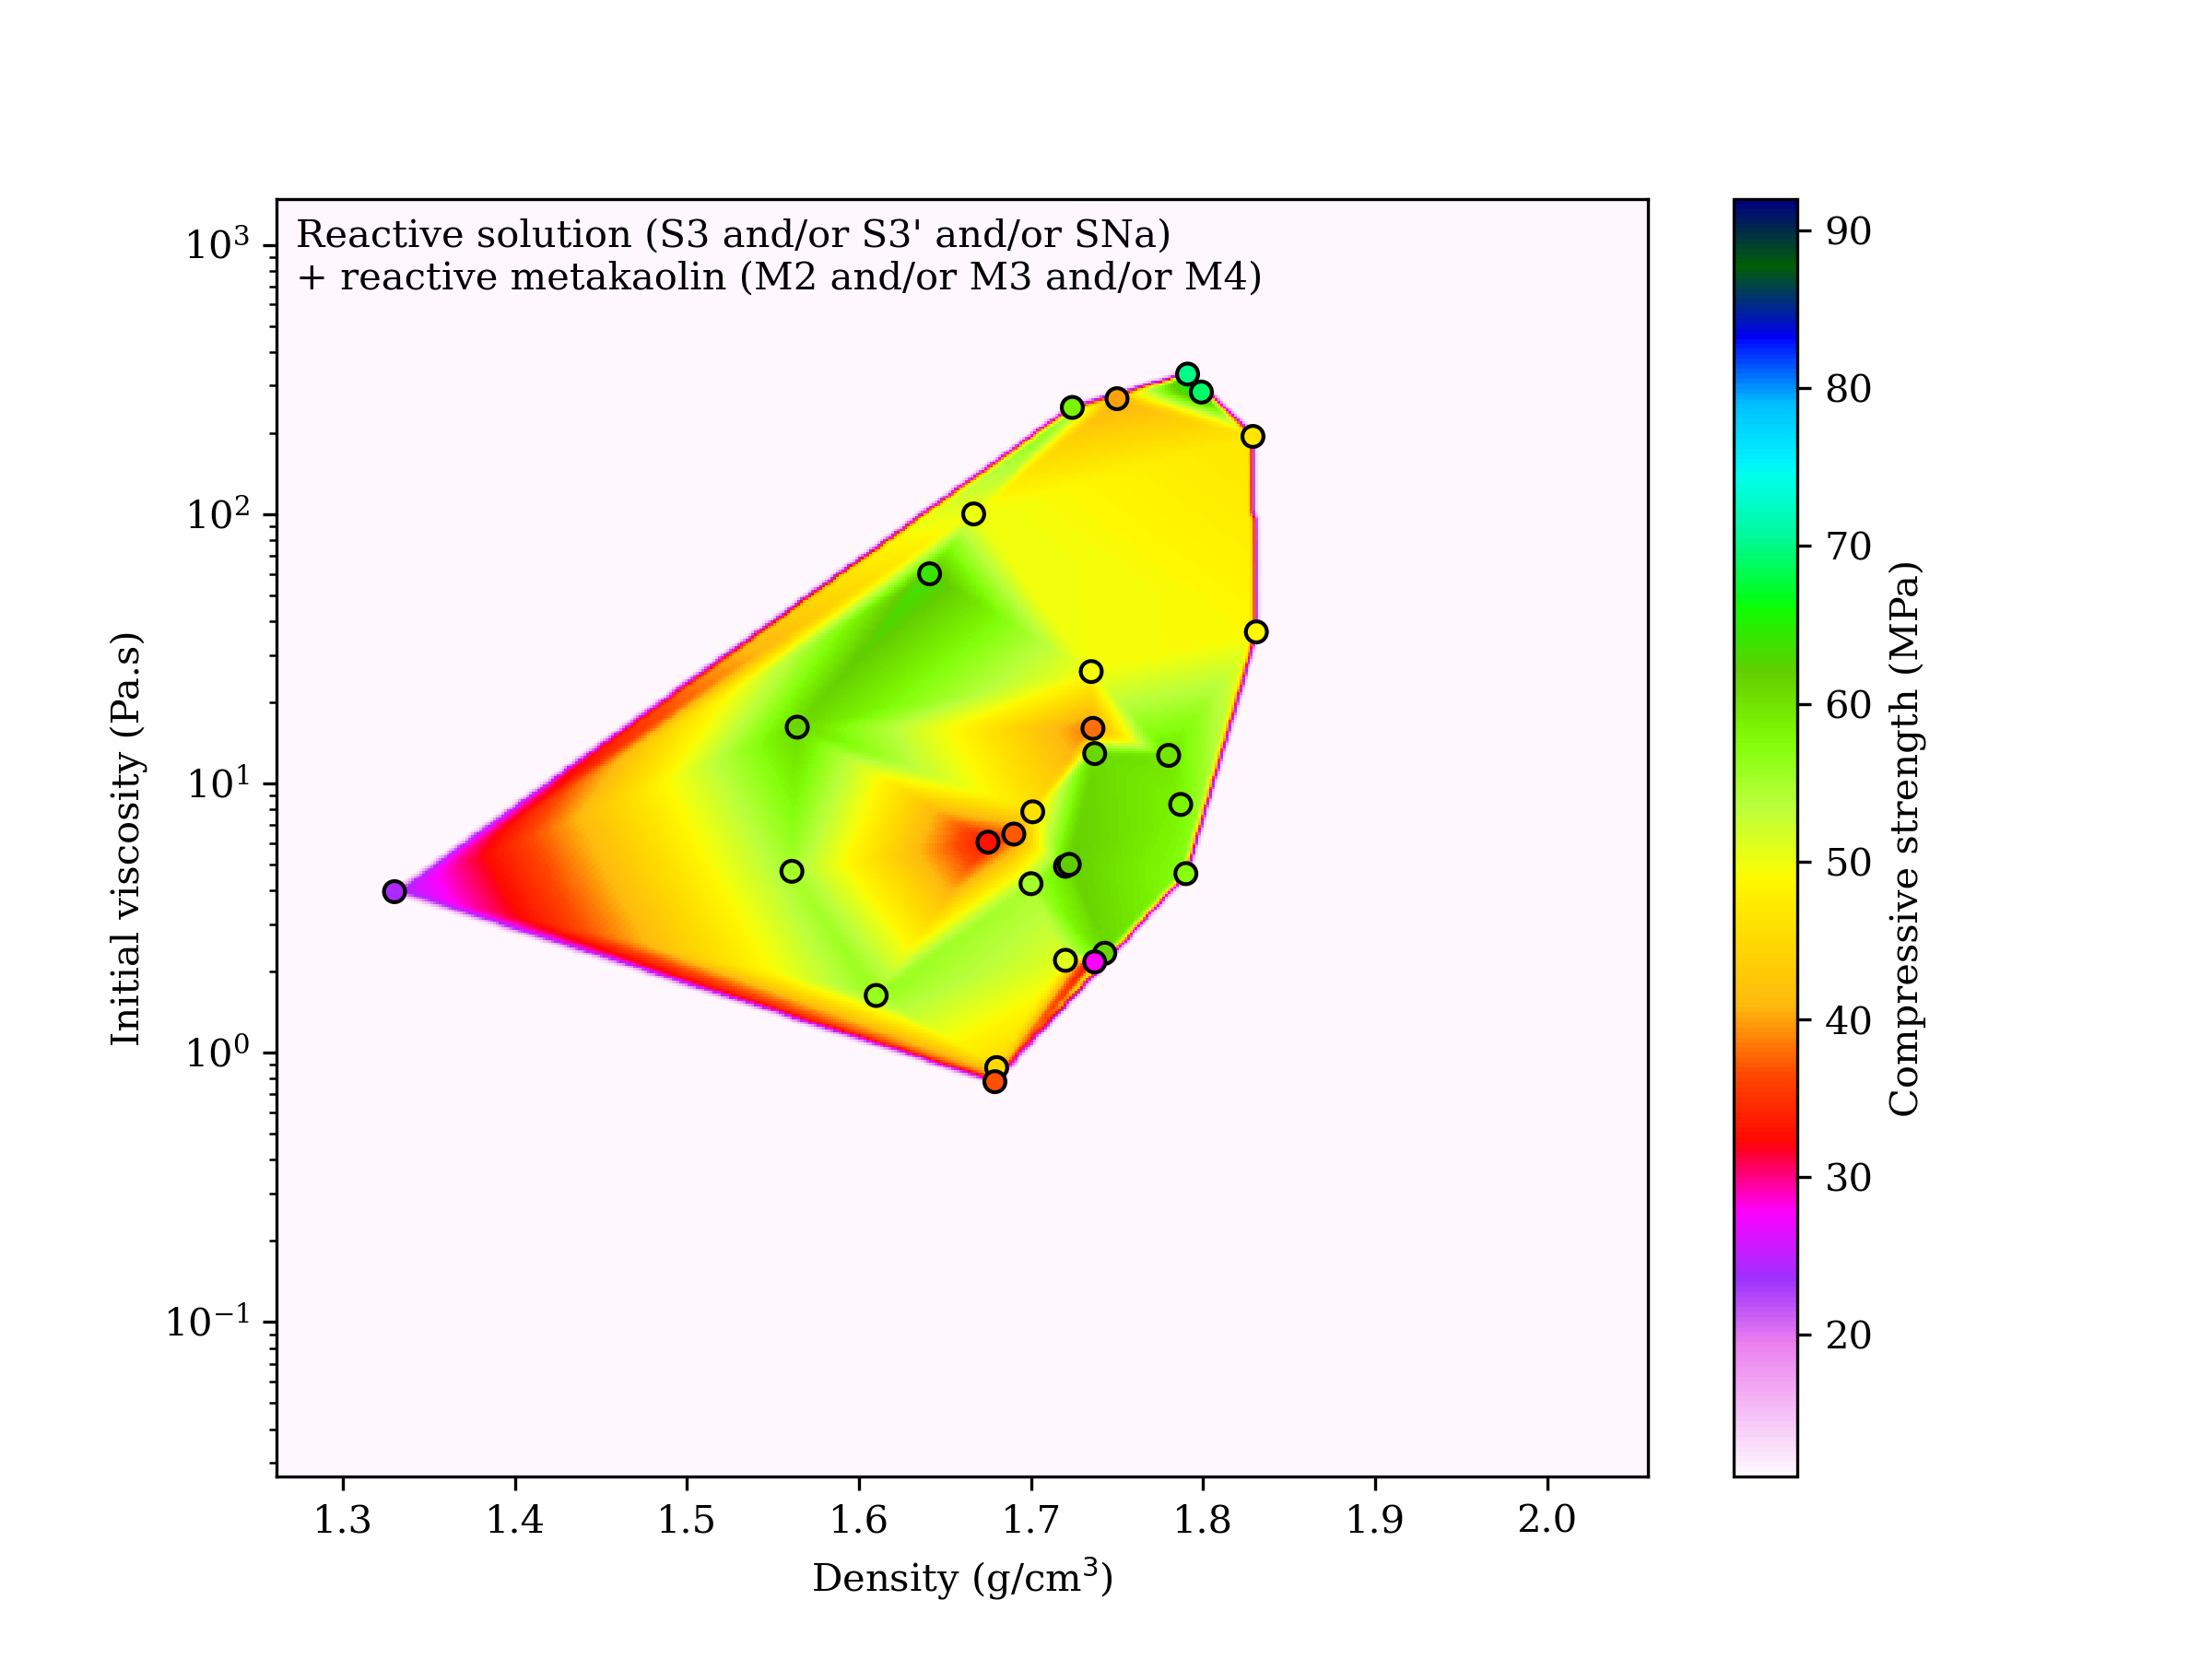 Reactive solution (S3 and/or S3' and/or SNa)
+ reactive metakaolin (M2 and/or M3 and/or M4)
Initial viscosity (Pa.s)
10³
10²
10¹
10⁰
10⁻¹
1.3 1.4 1.5 1.6 1.7 1.8 1.9 2.0
Density (g/cm³)
90
80
70
60
50
40
30
20
Compressive strength (MPa)